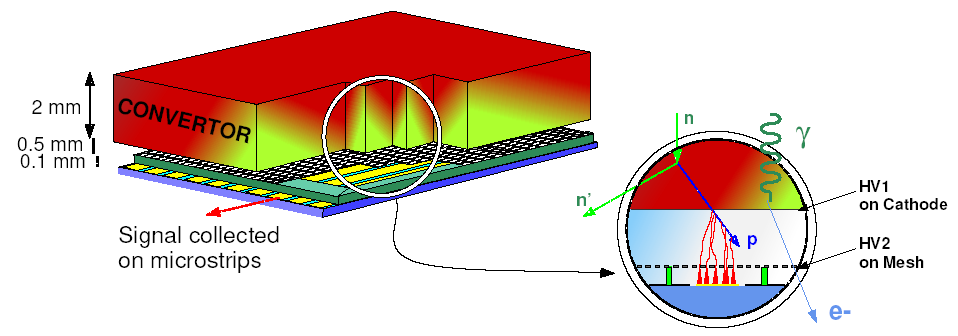 2 mm
CONVERTOR
0.5 mm
0.1 mm
Signal collected
on microstrips
n
γ
n'
HV1
on Cathode
p
HV2
on Mesh
e-